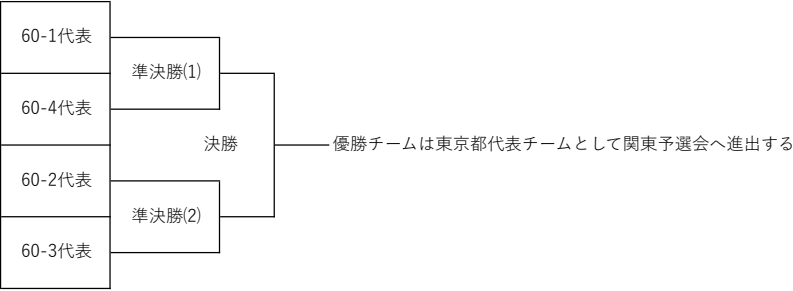 60-1代表
準決勝(1)
60-4代表
決勝
優勝チームは東京都代表チームとして関東予選会へ進出する
60-2代表
準決勝(2)
60-3代表